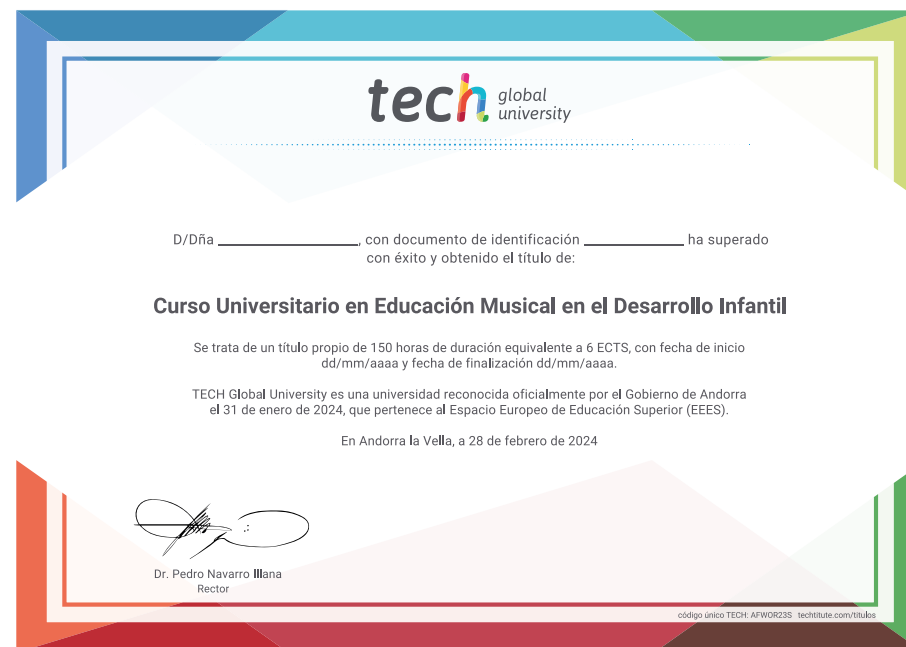 tech global university
D/Dña ____________________, con documento de identificación ______________ ha superado
con éxito y obtenido el título de:
Curso Universitario en Educación Musical en el Desarrollo Infantil
Se trata de un título propio de 150 horas de duración equivalente a 6 ECTS, con fecha de inicio
dd/mm/aaaa y fecha de finalización dd/mm/aaaa.
TECH Global University es una universidad reconocida oficialmente por el Gobierno de Andorra
el 31 de enero de 2024, que pertenece al Espacio Europeo de Educación Superior (EEES).
En Andorra la Vella, a 28 de febrero de 2024
Dr. Pedro Navarro Illana
Rector
código único TECH: AFWOR23S techtitute.com/titulos